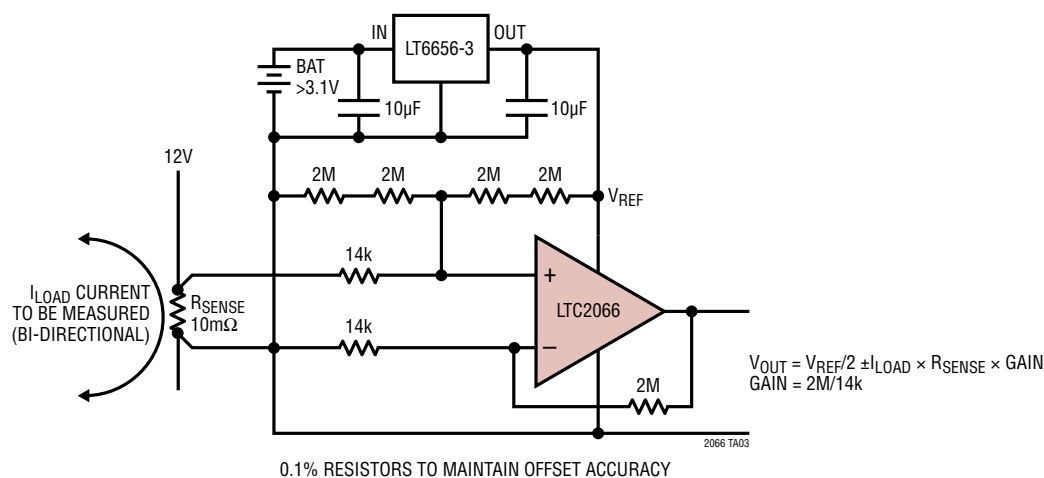 IN
LT6656-3
OUT
BAT
>3.1V
10µF
10µF
12V
2M
2M
2M
2M
VREF
14k
ILOAD CURRENT
TO BE MEASURED
(BI-DIRECTIONAL)
RSENSE
10mΩ
+
LTC2066
14k
–
2M
VOUT = VREF/2 ±ILOAD × RSENSE × GAIN
GAIN = 2M/14k
2066 TA03
0.1% RESISTORS TO MAINTAIN OFFSET ACCURACY